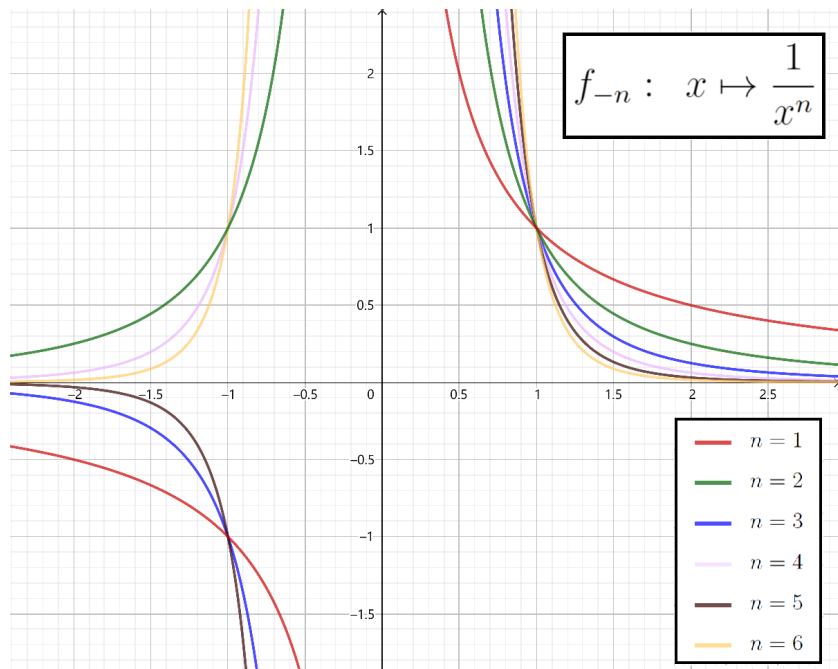 2
f₋ₙ : x ↦ 1/xⁿ
1.5
1
0.5
−2 −1.5 −1 −0.5 0 0.5 1 1.5 2 2.5
−0.5
−1
−1.5
n = 1
n = 2
n = 3
n = 4
n = 5
n = 6